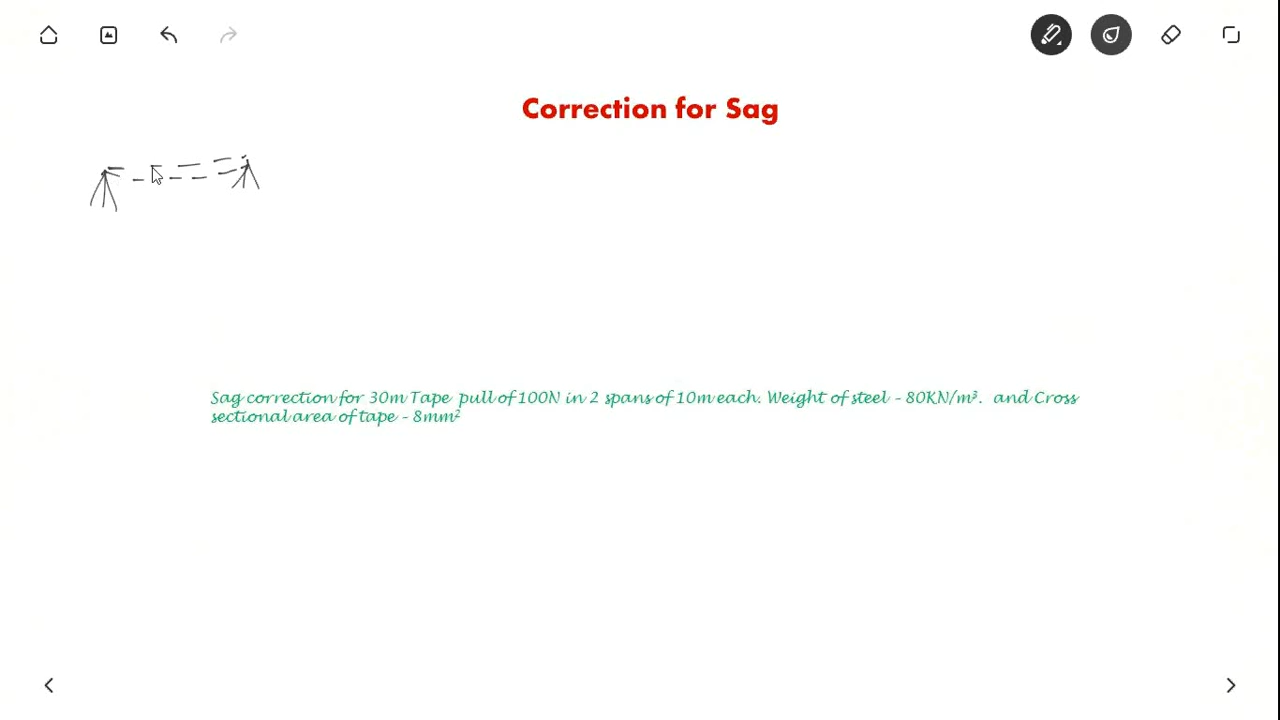 Correction for Sag
Sag correction for 30m Tape pull of 100N in 2 spans of 10m each. Weight of steel - 80KN/m³. and Cross
sectional area of tape - 8mm²